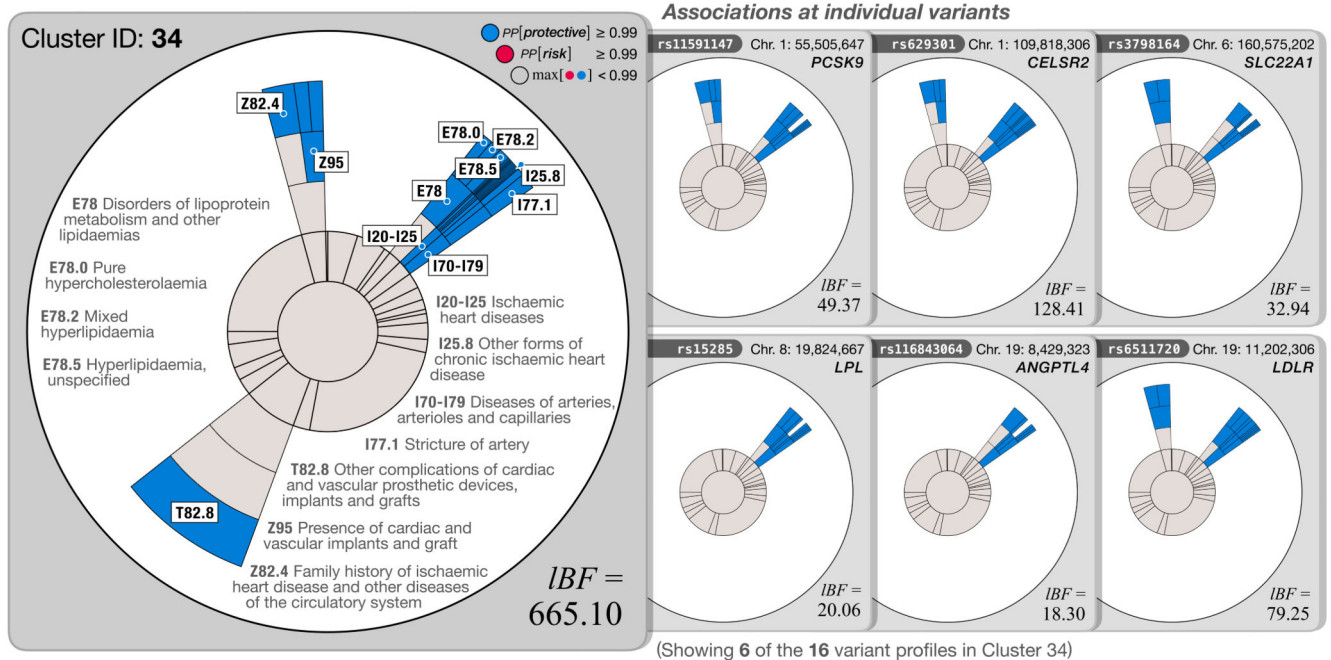 Cluster ID: 34
PP[protective] ≥ 0.99
PP[risk] ≥ 0.99
max[ ] < 0.99
Z82.4
Z95
E78.0
E78.2
E78.5
I25.8
E78
I77.1
I20-I25
I70-I79
T82.8
E78 Disorders of lipoprotein
metabolism and other
lipidaemias
E78.0 Pure
hypercholesterolaemia
E78.2 Mixed
hyperlipidaemia
E78.5 Hyperlipidaemia,
unspecified
I20-I25 Ischaemic
heart diseases
I25.8 Other forms of
chronic ischaemic heart
disease
I70-I79 Diseases of arteries,
arterioles and capillaries
I77.1 Stricture of artery
T82.8 Other complications of cardiac
and vascular prosthetic devices,
implants and grafts
Z95 Presence of cardiac and
vascular implants and graft
Z82.4 Family history of ischaemic
heart disease and other diseases
of the circulatory system
lBF =
665.10
Associations at individual variants
rs11591147 Chr. 1: 55,505,647
PCSK9
lBF =
49.37
rs629301 Chr. 1: 109,818,306
CELSR2
lBF =
128.41
rs3798164 Chr. 6: 160,575,202
SLC22A1
lBF =
32.94
rs15285 Chr. 8: 19,824,667
LPL
lBF =
20.06
rs116843064 Chr. 19: 8,429,323
ANGPTL4
lBF =
18.30
rs6511720 Chr. 19: 11,202,306
LDLR
lBF =
79.25
(Showing 6 of the 16 variant profiles in Cluster 34)